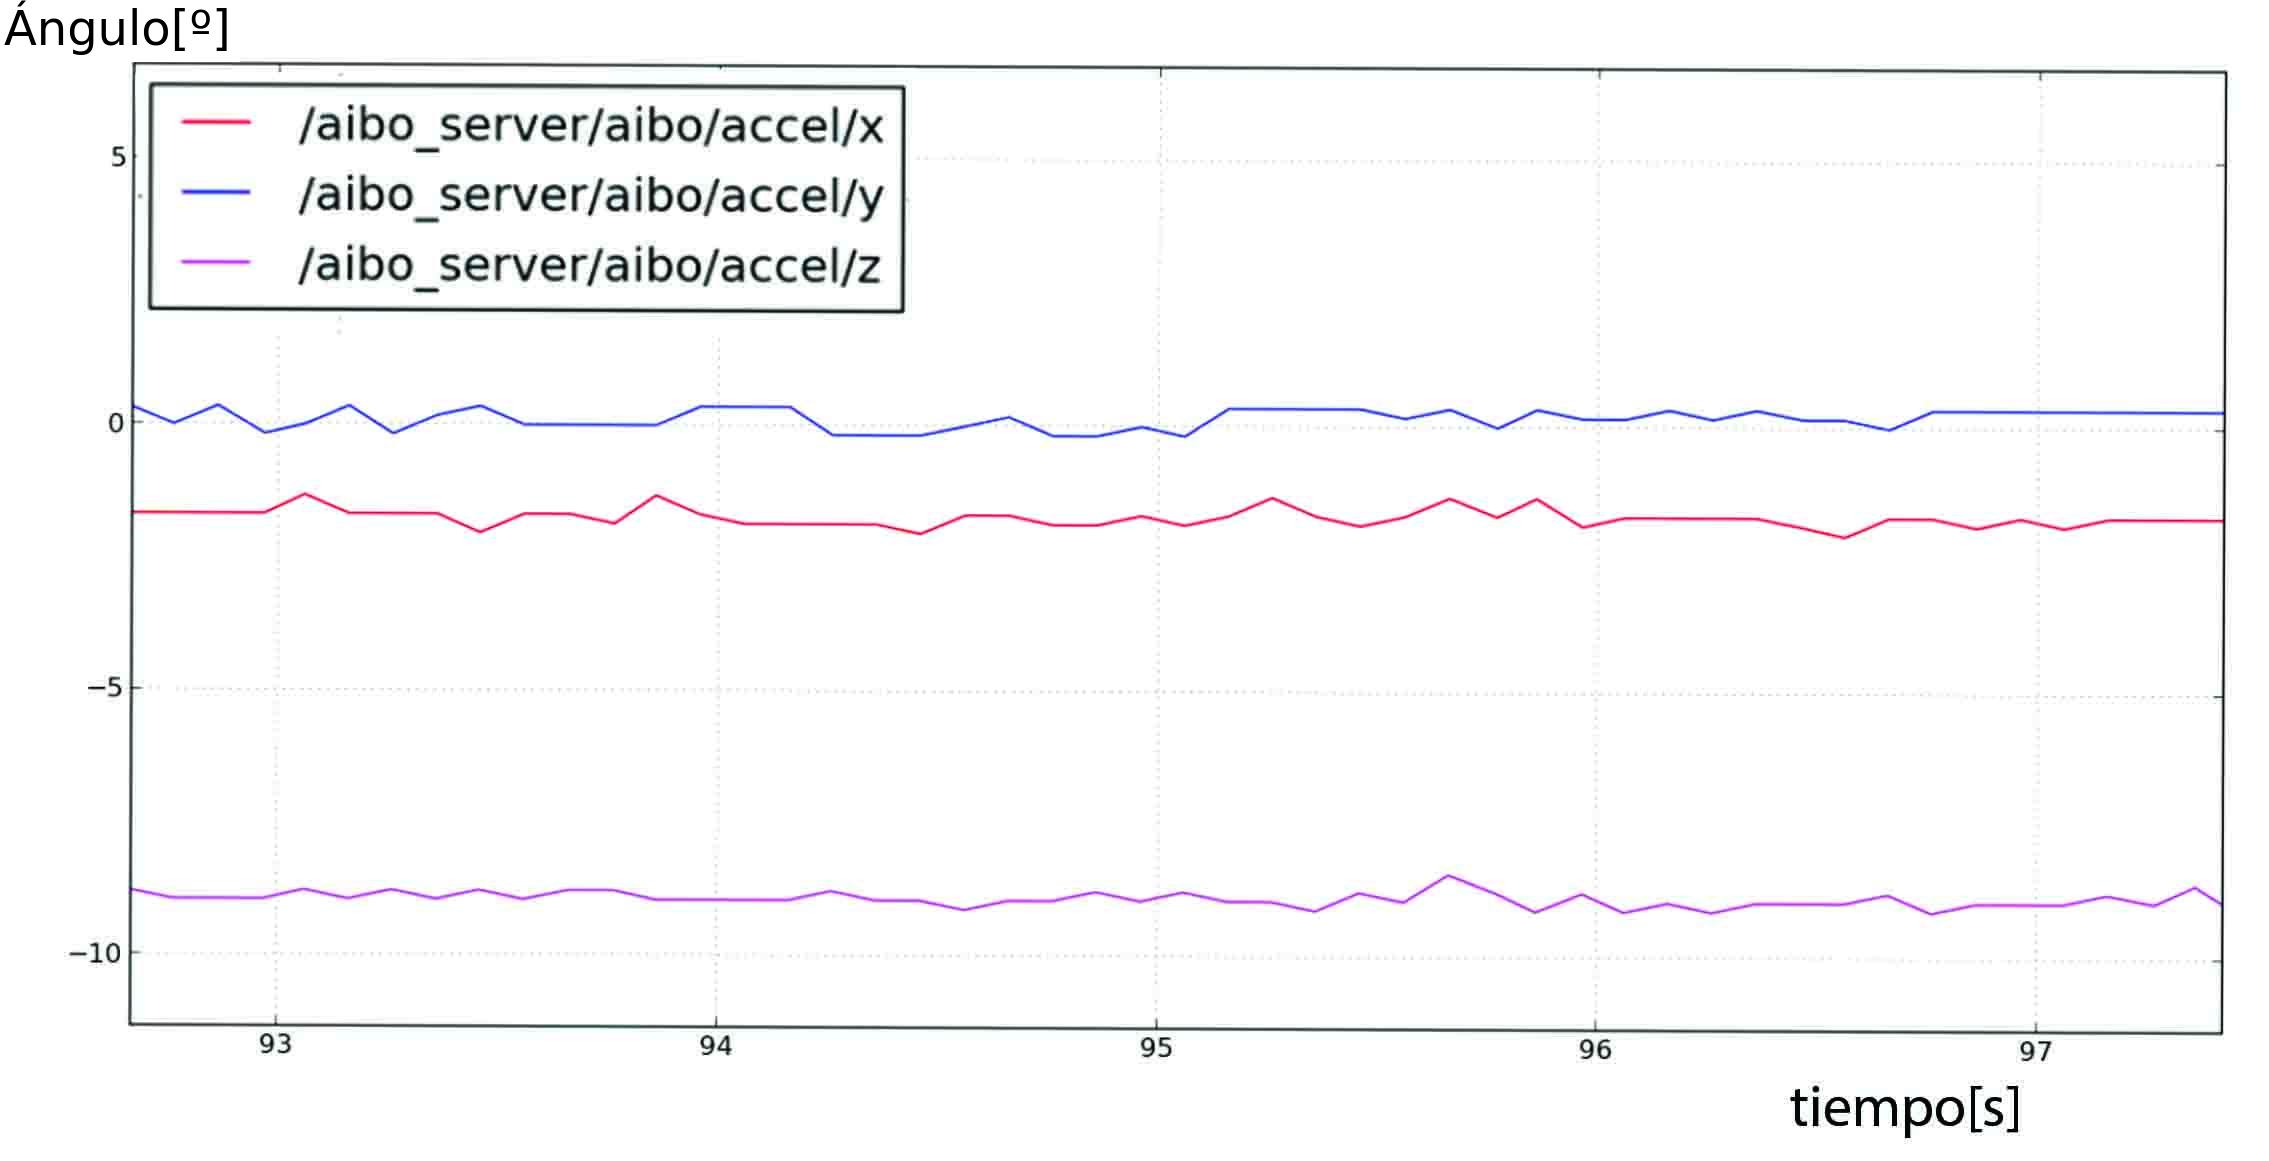 Ángulo[º]
/aibo_server/aibo/accel/x
/aibo_server/aibo/accel/y
/aibo_server/aibo/accel/z
5
0
−5
−10
93 94 95 96 97
tiempo[s]